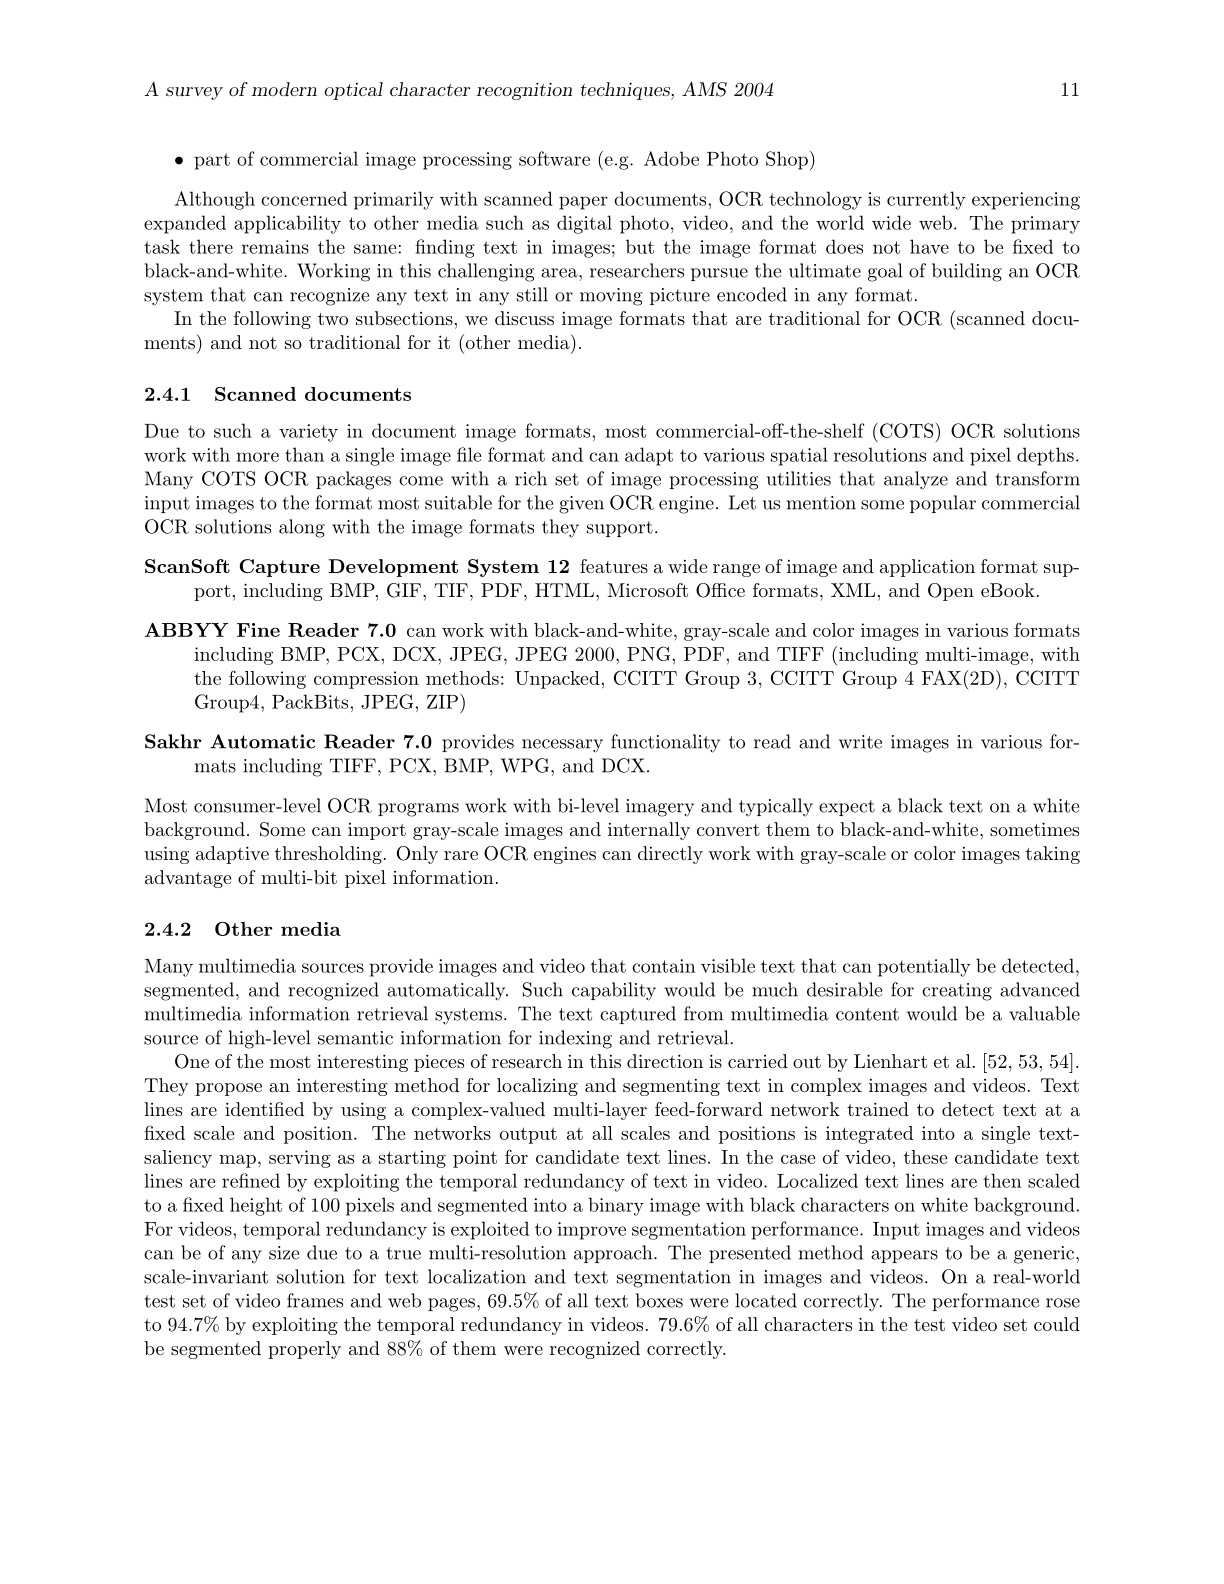 A survey of modern optical character recognition techniques, AMS 2004 11
• part of commercial image processing software (e.g. Adobe Photo Shop)
Although concerned primarily with scanned paper documents, OCR technology is currently experiencing
expanded applicability to other media such as digital photo, video, and the world wide web. The primary
task there remains the same: finding text in images; but the image format does not have to be fixed to
black-and-white. Working in this challenging area, researchers pursue the ultimate goal of building an OCR
system that can recognize any text in any still or moving picture encoded in any format.
In the following two subsections, we discuss image formats that are traditional for OCR (scanned docu-
ments) and not so traditional for it (other media).
2.4.1 Scanned documents
Due to such a variety in document image formats, most commercial-off-the-shelf (COTS) OCR solutions
work with more than a single image file format and can adapt to various spatial resolutions and pixel depths.
Many COTS OCR packages come with a rich set of image processing utilities that analyze and transform
input images to the format most suitable for the given OCR engine. Let us mention some popular commercial
OCR solutions along with the image formats they support.
ScanSoft Capture Development System 12 features a wide range of image and application format sup-
port, including BMP, GIF, TIF, PDF, HTML, Microsoft Office formats, XML, and Open eBook.
ABBYY Fine Reader 7.0 can work with black-and-white, gray-scale and color images in various formats
including BMP, PCX, DCX, JPEG, JPEG 2000, PNG, PDF, and TIFF (including multi-image, with
the following compression methods: Unpacked, CCITT Group 3, CCITT Group 4 FAX(2D), CCITT
Group4, PackBits, JPEG, ZIP)
Sakhr Automatic Reader 7.0 provides necessary functionality to read and write images in various for-
mats including TIFF, PCX, BMP, WPG, and DCX.
Most consumer-level OCR programs work with bi-level imagery and typically expect a black text on a white
background. Some can import gray-scale images and internally convert them to black-and-white, sometimes
using adaptive thresholding. Only rare OCR engines can directly work with gray-scale or color images taking
advantage of multi-bit pixel information.
2.4.2 Other media
Many multimedia sources provide images and video that contain visible text that can potentially be detected,
segmented, and recognized automatically. Such capability would be much desirable for creating advanced
multimedia information retrieval systems. The text captured from multimedia content would be a valuable
source of high-level semantic information for indexing and retrieval.
One of the most interesting pieces of research in this direction is carried out by Lienhart et al. [52, 53, 54].
They propose an interesting method for localizing and segmenting text in complex images and videos. Text
lines are identified by using a complex-valued multi-layer feed-forward network trained to detect text at a
fixed scale and position. The networks output at all scales and positions is integrated into a single text-
saliency map, serving as a starting point for candidate text lines. In the case of video, these candidate text
lines are refined by exploiting the temporal redundancy of text in video. Localized text lines are then scaled
to a fixed height of 100 pixels and segmented into a binary image with black characters on white background.
For videos, temporal redundancy is exploited to improve segmentation performance. Input images and videos
can be of any size due to a true multi-resolution approach. The presented method appears to be a generic,
scale-invariant solution for text localization and text segmentation in images and videos. On a real-world
test set of video frames and web pages, 69.5% of all text boxes were located correctly. The performance rose
to 94.7% by exploiting the temporal redundancy in videos. 79.6% of all characters in the test video set could
be segmented properly and 88% of them were recognized correctly.